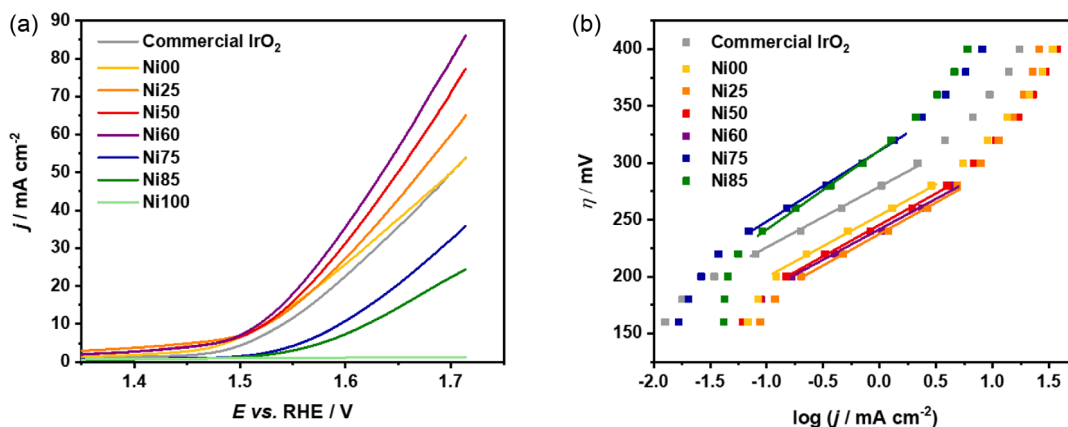 (a)
90
80
70
60
50
40
30
20
10
0
j / mA cm⁻²
Commercial IrO₂
Ni00
Ni25
Ni50
Ni60
Ni75
Ni85
Ni100
1.4 1.5 1.6 1.7
E vs. RHE / V
(b)
400
350
300
250
200
150
η / mV
Commercial IrO₂
Ni00
Ni25
Ni50
Ni60
Ni75
Ni85
-2.0 -1.5 -1.0 -0.5 0.0 0.5 1.0 1.5
log (j / mA cm⁻²)